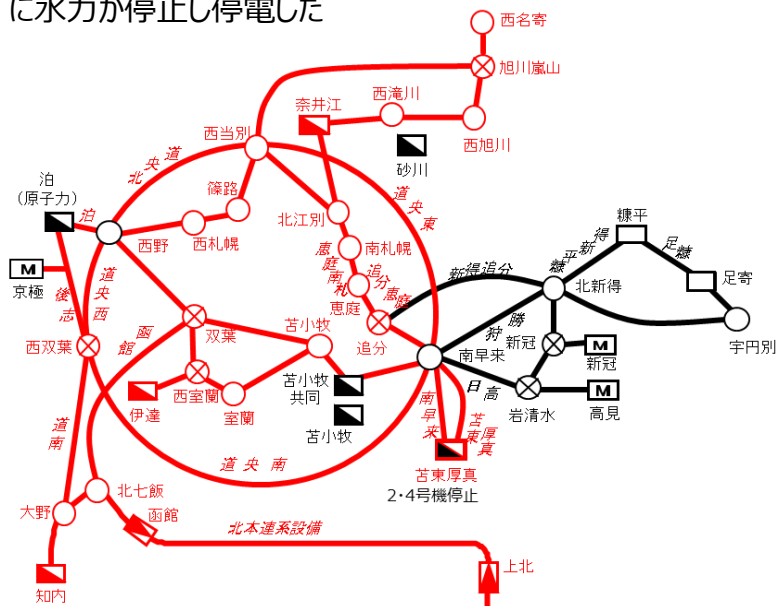 に水力が停止し停電した
西名寄
旭川嵐山
奈井江
西滝川
西旭川
砂川
西当別
北央道
道央東
泊
(原子力)
泊
篠路
北江別
西野
西札幌
南札幌
恵庭南札
追分恵庭
恵庭
追分
新得追分
糠平
糠平新得
足糠
足寄
北新得
宇円別
M
京極
後志
道央西
函館
双葉
苫小牧
西双葉
西室蘭
室蘭
伊達
苫小牧
共同
苫小牧
南早来
狩勝
新冠
M
新冠
日高
岩清水
M
高見
南早来
苫東厚真
苫東厚真
2・4号機停止
道南
道央南
大野
北七飯
函館
北本連系設備
上北
知内